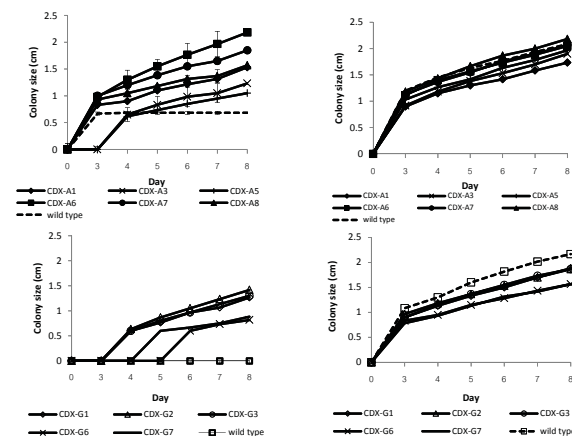 2.5
2
1.5
1
0.5
0
Colony size (cm)
0 3 4 5 6 7 8
Day
CDX-A1 CDX-A3 CDX-A5
CDX-A6 CDX-A7 CDX-A8
wild type
2.5
2
1.5
1
0.5
0
Colony size (cm)
0 3 4 5 6 7 8
Day
CDX-A1 CDX-A3 CDX-A5
CDX-A6 CDX-A7 CDX-A8
wild type
2.5
2
1.5
1
0.5
0
Colony size (cm)
0 3 4 5 6 7 8
Day
CDX-G1 CDX-G2 CDX-G3
CDX-G6 CDX-G7 wild type
2.5
2
1.5
1
0.5
0
Colony size (cm)
0 3 4 5 6 7 8
Day
CDX-G1 CDX-G2 CDX-G3
CDX-G6 CDX-G7 wild type